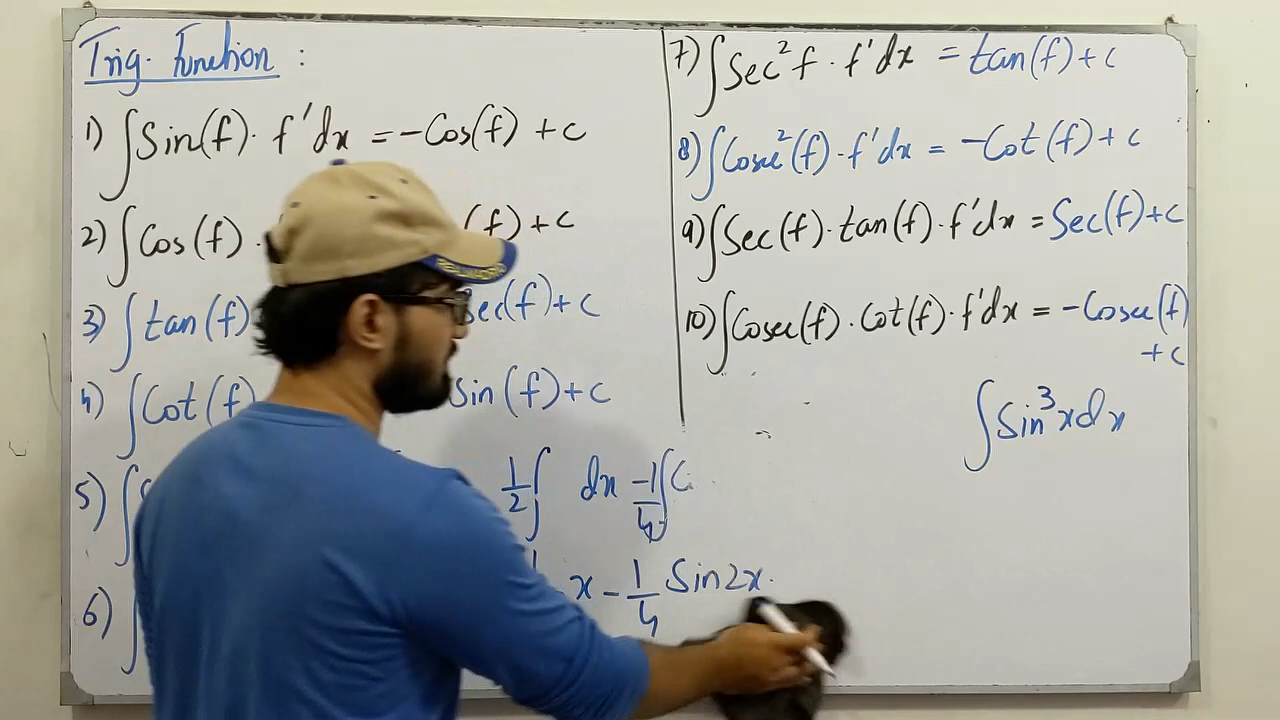 Trig. Function :
1) ∫Sin(f). f'dx = -Cos(f) + c
2) ∫Cos(f). (f)+c
3) ∫tan(f) Sec(f)+c
4) ∫Cot(f) Sin(f)+c
5) ∫ 1/2 ∫ dx -1/4 ∫C
6) ∫ x - 1/4 Sin2x
7) ∫Sec²f . f'dx = tan(f)+c
8) ∫Cosec²(f).f'dx = -Cot(f)+c
9) ∫Sec(f).tan(f).f'dx = Sec(f)+c
10) ∫Cosec(f).Cot(f).f'dx = -Cosec(f)
+c
∫Sin³xdx